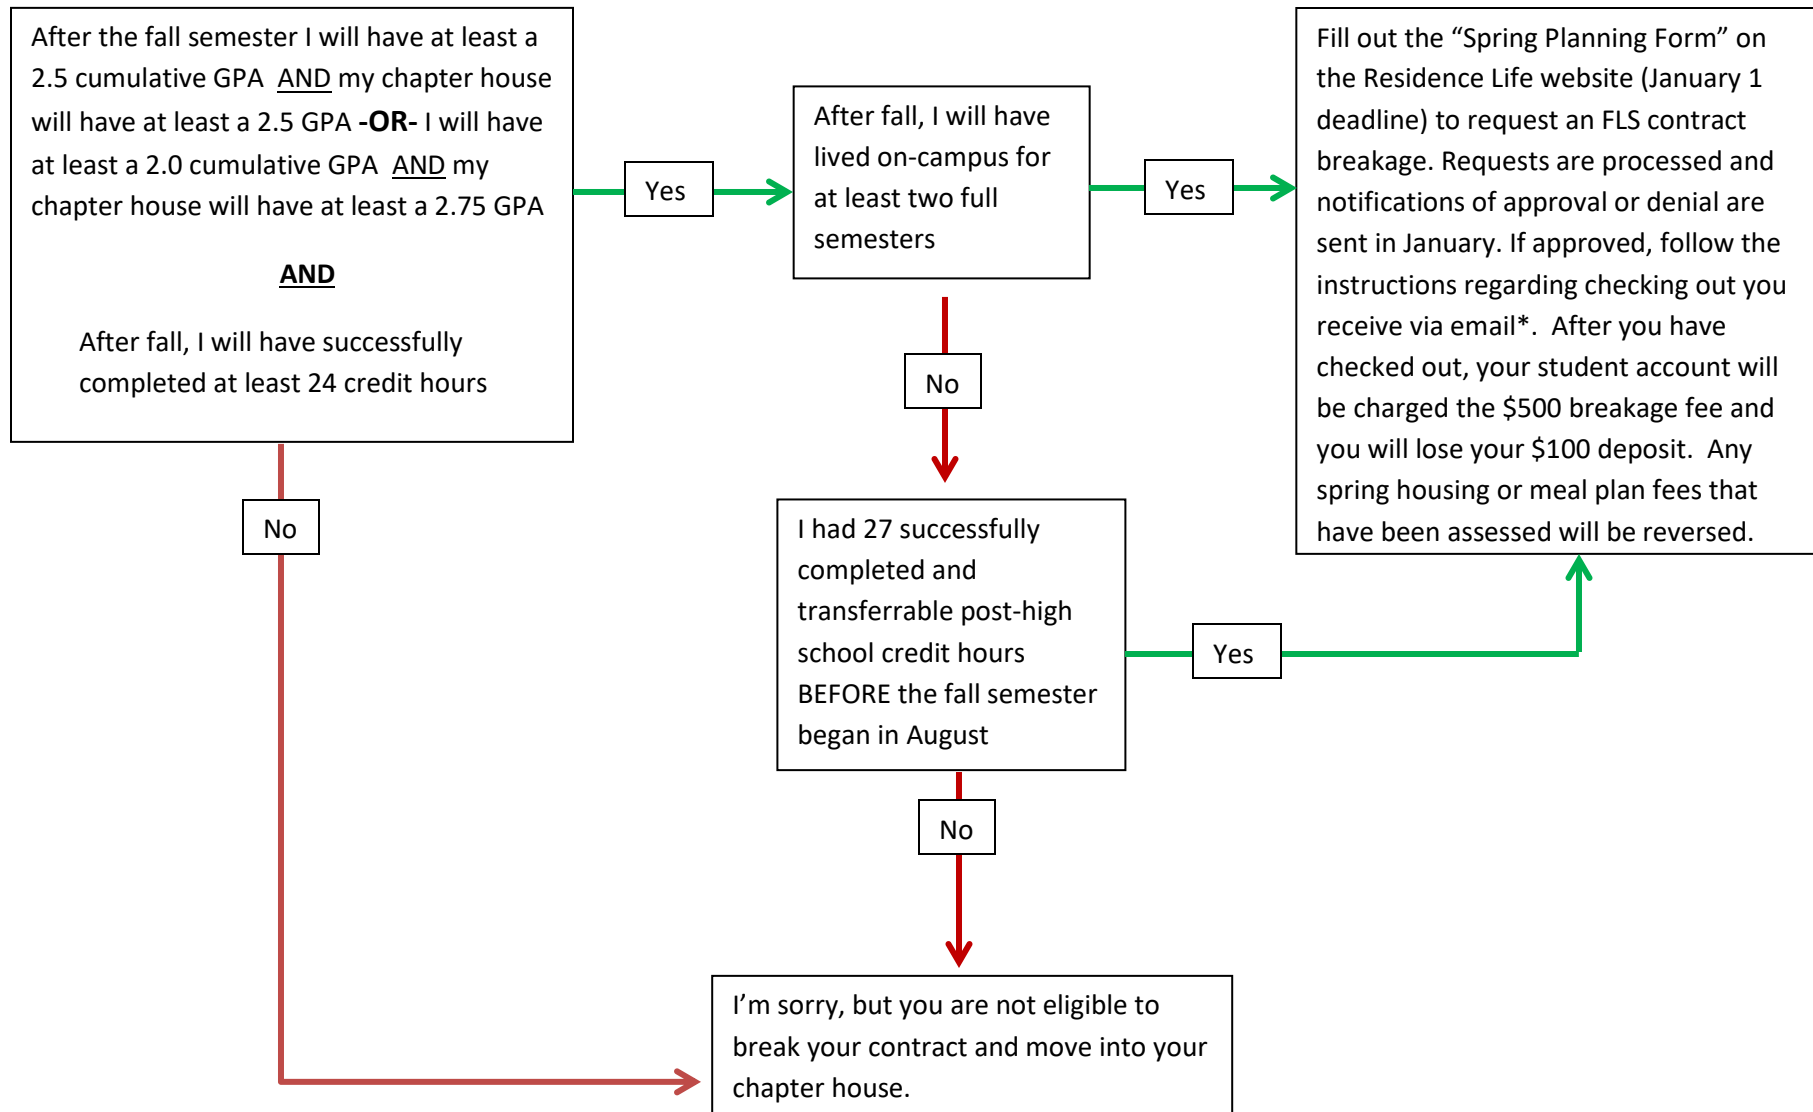 After the fall semester I will have at least a
2.5 cumulative GPA AND my chapter house
will have at least a 2.5 GPA -OR- I will have
at least a 2.0 cumulative GPA AND my
chapter house will have at least a 2.75 GPA
AND
After fall, I will have successfully
completed at least 24 credit hours
Yes
After fall, I will have
lived on-campus for
at least two full
semesters
Yes
Fill out the “Spring Planning Form” on
the Residence Life website (January 1
deadline) to request an FLS contract
breakage. Requests are processed and
notifications of approval or denial are
sent in January. If approved, follow the
instructions regarding checking out you
receive via email*. After you have
checked out, your student account will
be charged the $500 breakage fee and
you will lose your $100 deposit. Any
spring housing or meal plan fees that
have been assessed will be reversed.
No
No
I had 27 successfully
completed and
transferrable post-high
school credit hours
BEFORE the fall semester
began in August
Yes
No
I’m sorry, but you are not eligible to
break your contract and move into your
chapter house.